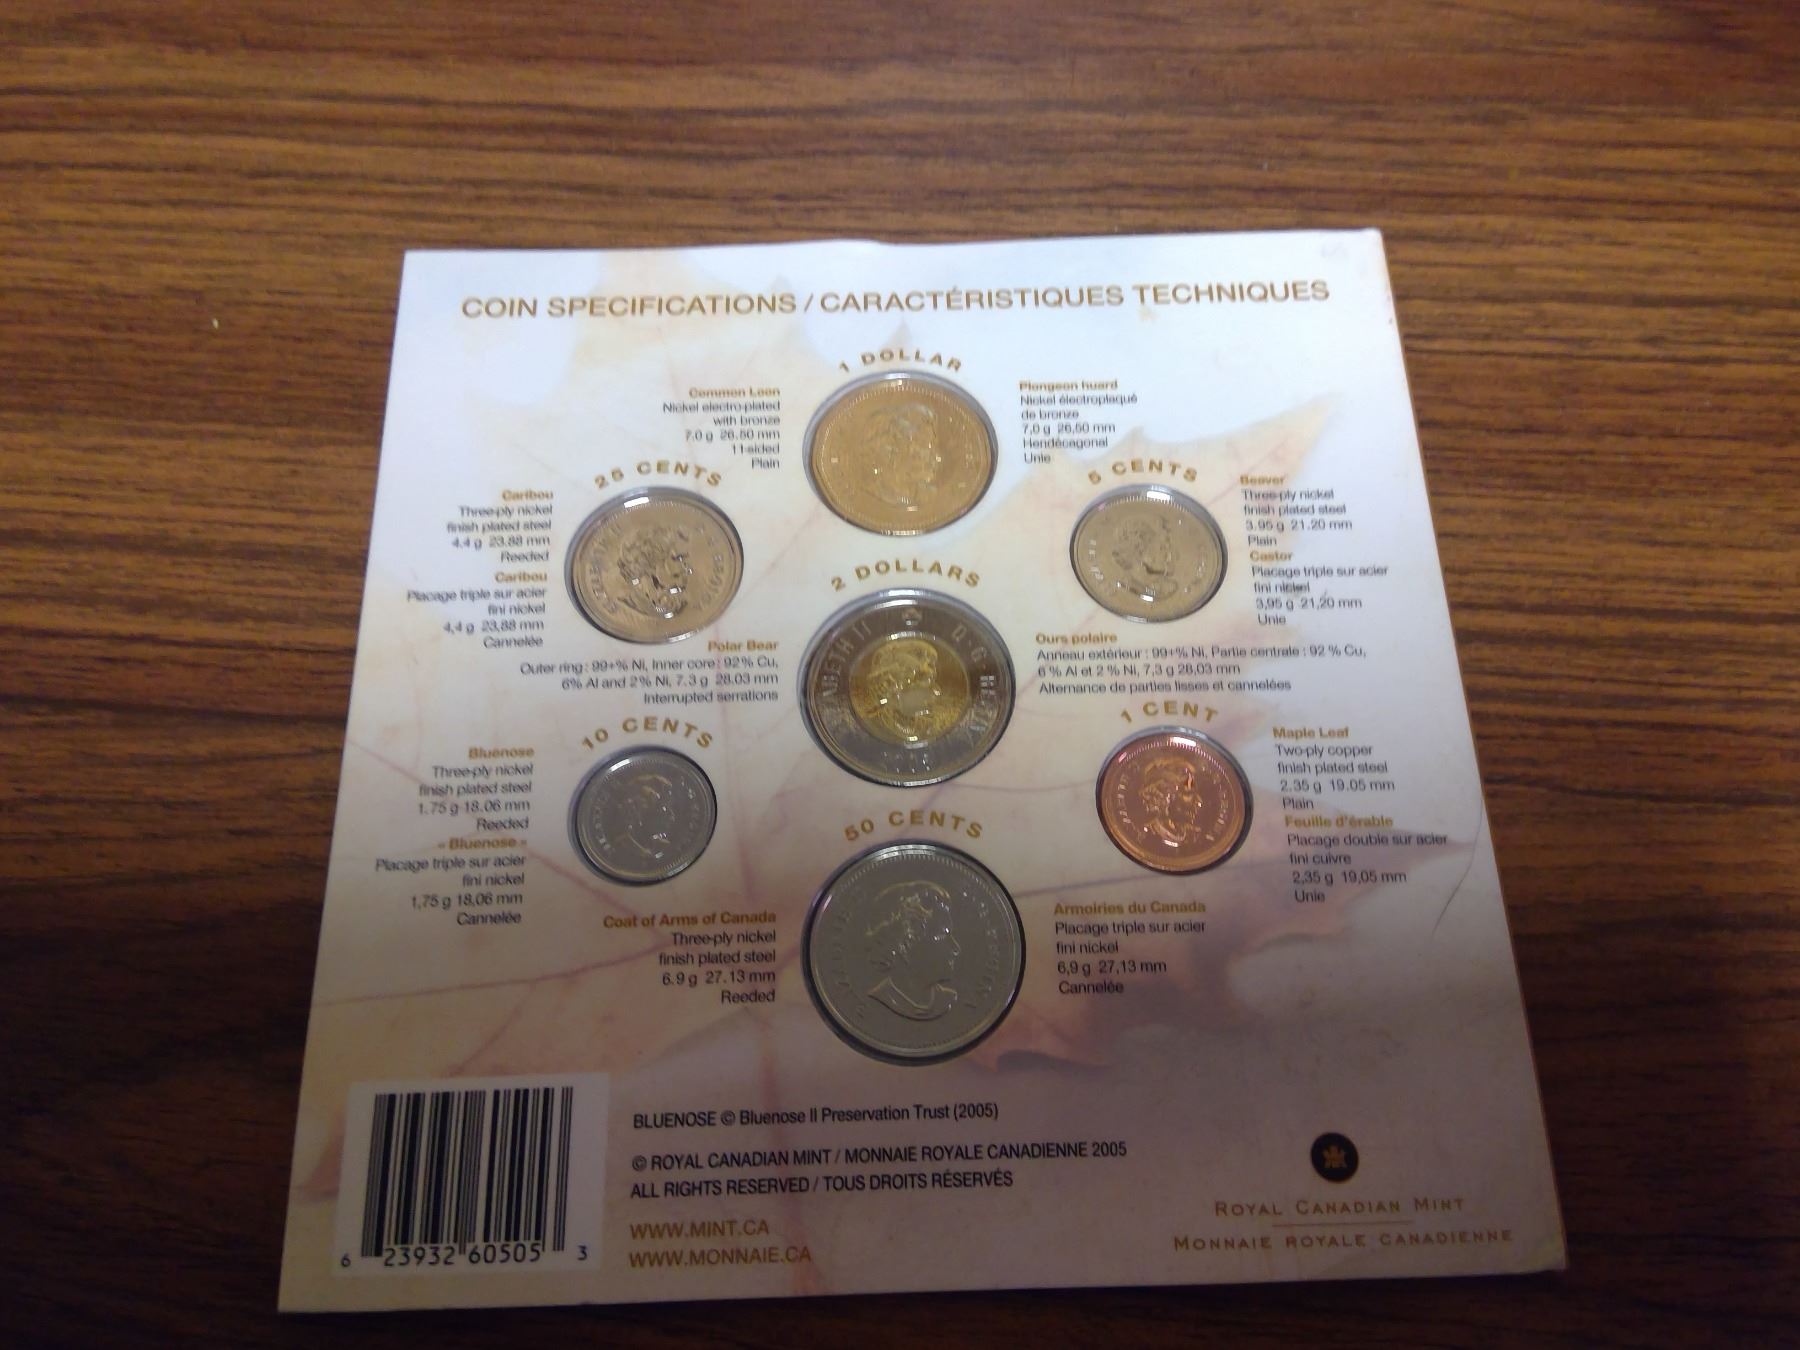 COIN SPECIFICATIONS / CARACTÉRISTIQUES TECHNIQUES
1 DOLLAR
Common Loon
Nickel electro-plated
with bronze
7.0 g 26.50 mm
11-sided
Plain
Plongeon huard
Nickel électroplaqué
de bronze
7,0 g 26,50 mm
Hendécagonal
Unie
25 CENTS
Caribou
Three-ply nickel
finish plated steel
4.4 g 23.88 mm
Reeded
Caribou
Placage triple sur acier
fini nickel
4,4 g 23,88 mm
Cannelée
5 CENTS
Beaver
Three-ply nickel
finish plated steel
3.95 g 21.20 mm
Plain
Castor
Placage triple sur acier
fini nickel
3,95 g 21,20 mm
Unie
2 DOLLARS
Polar Bear
Outer ring : 99+% Ni, Inner core : 92% Cu,
6% Al and 2% Ni, 7.3 g 28.03 mm
Interrupted serrations
Ours polaire
Anneau extérieur : 99+% Ni, Partie centrale : 92 % Cu,
6 % Al et 2 % Ni, 7,3 g 28,03 mm
Alternance de parties lisses et cannelées
ELIZABETH II D·G·REGINA
10 CENTS
Bluenose
Three-ply nickel
finish plated steel
1.75 g 18.06 mm
Reeded
« Bluenose »
Placage triple sur acier
fini nickel
1,75 g 18,06 mm
Cannelée
1 CENT
Maple Leaf
Two-ply copper
finish plated steel
2.35 g 19.05 mm
Plain
Feuille d'érable
Placage double sur acier
fini cuivre
2,35 g 19,05 mm
Unie
50 CENTS
Coat of Arms of Canada
Three-ply nickel
finish plated steel
6.9 g 27.13 mm
Reeded
Armoiries du Canada
Placage triple sur acier
fini nickel
6,9 g 27,13 mm
Cannelée
BLUENOSE © Bluenose II Preservation Trust (2005)
© ROYAL CANADIAN MINT / MONNAIE ROYALE CANADIENNE 2005
ALL RIGHTS RESERVED / TOUS DROITS RÉSERVÉS
WWW.MINT.CA
WWW.MONNAIE.CA
6 23932 60505 3
ROYAL CANADIAN MINT
MONNAIE ROYALE CANADIENNE